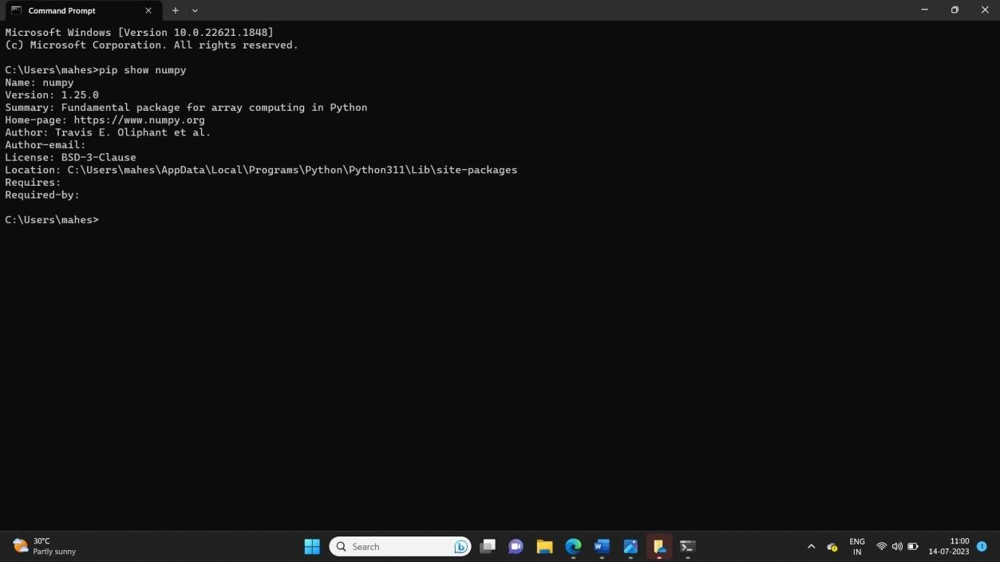 Command Prompt
Microsoft Windows [Version 10.0.22621.1848]
(c) Microsoft Corporation. All rights reserved.
C:\Users\mahes>pip show numpy
Name: numpy
Version: 1.25.0
Summary: Fundamental package for array computing in Python
Home-page: https://www.numpy.org
Author: Travis E. Oliphant et al.
Author-email:
License: BSD-3-Clause
Location: C:\Users\mahes\AppData\Local\Programs\Python\Python311\Lib\site-packages
Requires:
Required-by:
C:\Users\mahes>
30°C
Partly sunny
Search
ENG
IN
11:00
14-07-2023
1